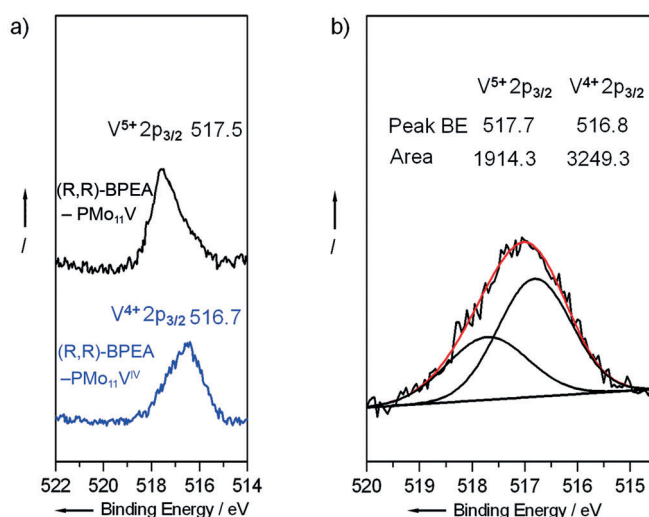 a)
V5+ 2p3/2 517.5
(R,R)-BPEA
– PMo11V
I
V4+ 2p3/2 516.7
(R,R)-BPEA
–PMo11VIV
522 520 518 516 514
Binding Energy / eV
b)
V5+ 2p3/2 V4+ 2p3/2
Peak BE 517.7 516.8
Area 1914.3 3249.3
I
520 519 518 517 516 515
Binding Energy / eV